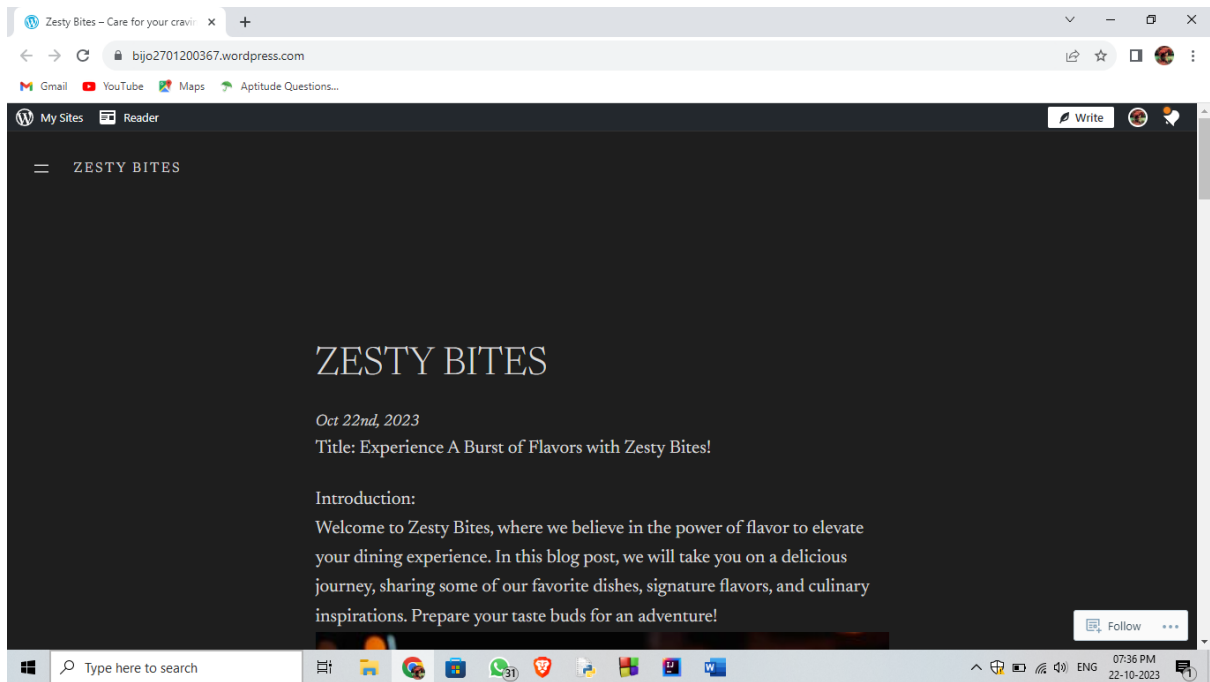 Zesty Bites – Care for your cravin
bijo2701200367.wordpress.com
Gmail YouTube Maps Aptitude Questions...
My Sites Reader Write
ZESTY BITES
ZESTY BITES
Oct 22nd, 2023
Title: Experience A Burst of Flavors with Zesty Bites!
Introduction:
Welcome to Zesty Bites, where we believe in the power of flavor to elevate
your dining experience. In this blog post, we will take you on a delicious
journey, sharing some of our favorite dishes, signature flavors, and culinary
inspirations. Prepare your taste buds for an adventure!
Follow
Type here to search
31
ENG
07:36 PM
22-10-2023
1